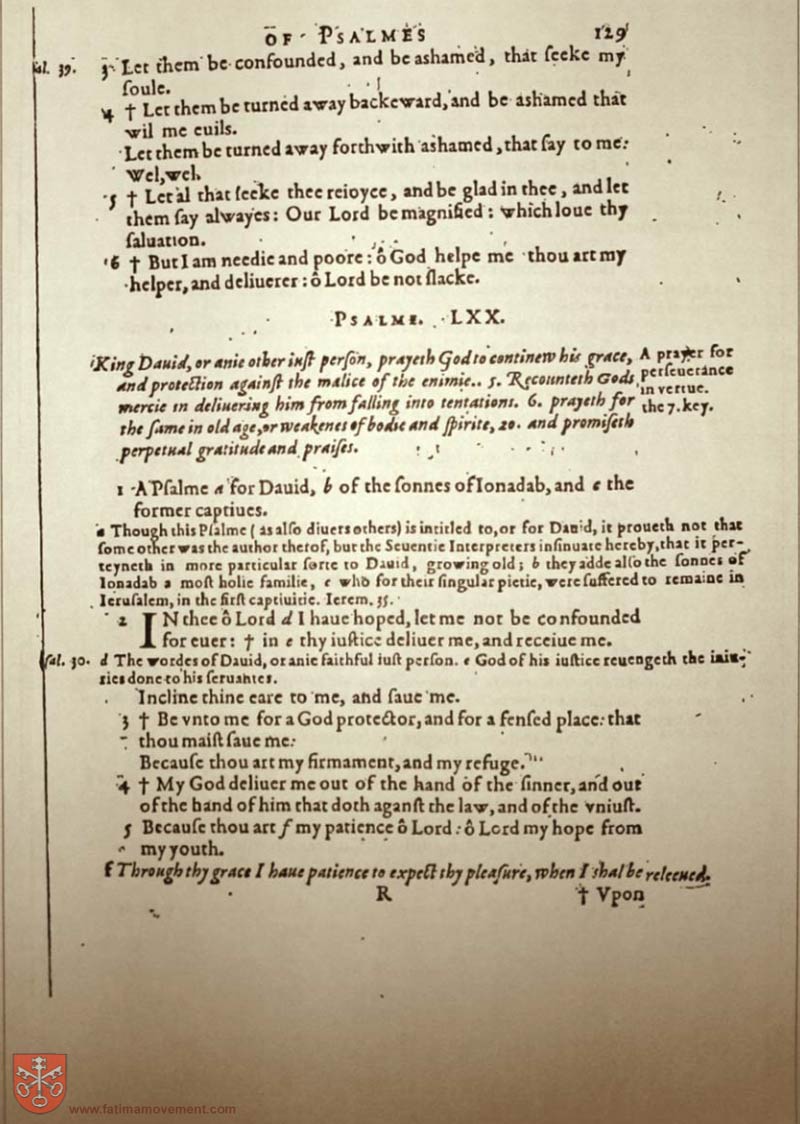 OF PSALMES 129
sal. 39. 3 Let them be confounded, and be ashamed, that ſeeke my
ſoule.
4 † Let them be turned away backeward, and be ashamed that
wil me euils.
Let them be turned away forthwith ashamed, that ſay to me:
Wel, wel.
5 † Let al that ſeeke thee reioyce, and be glad in thee, and let
them ſay alwayes: Our Lord be magnified: which loue thy
ſaluation.
6 † But I am needie and poore: ô God helpe me thou art my
helper, and deliuerer: ô Lord be not ſlacke.
PSALME. LXX.
King Dauid, or anie other iuſt perſon, prayeth God to continew his grace,
and protection againſt the malice of the enimie. 5. Recounteth Gods
mercie in deliuering him from falling into tentations. 6. prayeth for
the ſame in old age, or weakenes of bodie and ſpirite, 20. and promiſeth
perpetual gratitude and praiſes.
A prayer for
perſeuerance
in vertue.
the 7. key.
1 A Pſalme a for Dauid, b of the ſonnes of Ionadab, and c the
former captiues.
a Though this Pſalme (as alſo diuers others) is intitled to, or for Dauid, it proueth not that
ſome other was the author therof, but the Seuentie Interpreters inſinuate hereby, that it per-
teyneth in more particular ſorte to Dauid, growing old; b they adde alſo the ſonnes of
Ionadab a moſt holie familie, c who for their ſingular pietie, were ſuffered to remaine in
Ieruſalem, in the firſt captiuitie. Ierem. 35.
2 IN thee ô Lord d I haue hoped, let me not be confounded
for euer: † in e thy iuſtice deliuer me, and receiue me.
ſal. 30. d The wordes of Dauid, or anie faithful iuſt perſon. e God of his iuſtice reuengeth the iniu-
ries done to his ſeruantes.
Incline thine eare to me, and ſaue me.
3 † Be vnto me for a God protector, and for a fenſed place: that
thou maiſt ſaue me:
Becauſe thou art my firmament, and my refuge.
4 † My God deliuer me out of the hand of the ſinner, and out
of the hand of him that doth aganſt the law, and of the vniuſt.
5 Becauſe thou art f my patience ô Lord: ô Lord my hope from
my youth.
f Through thy grace I haue patience to expect thy pleaſure, when I shal be releeued.
R † Vpon
www.fatimamovement.com